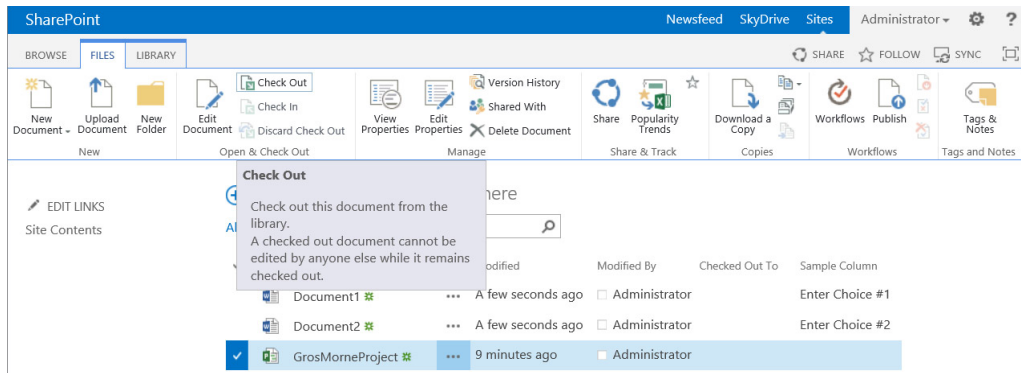 SharePoint Newsfeed SkyDrive Sites Administrator ?
BROWSE FILES LIBRARY SHARE FOLLOW SYNC
Check Out Version History
Check In Shared With
New Upload New Edit Discard Check Out View Edit Delete Document Share Popularity Download a Workflows Publish Tags &
Document Document Folder Document Properties Properties Trends Copy Notes
New Open & Check Out Manage Share & Track Copies Workflows Tags and Notes
Check Out
here
EDIT LINKS Check out this document from the
Site Contents library.
A checked out document cannot be
edited by anyone else while it remains
checked out.
Modified By Checked Out To Sample Column
Document1 ... A few seconds ago Administrator Enter Choice #1
Document2 ... A few seconds ago Administrator Enter Choice #2
GrosMorneProject ... 9 minutes ago Administrator